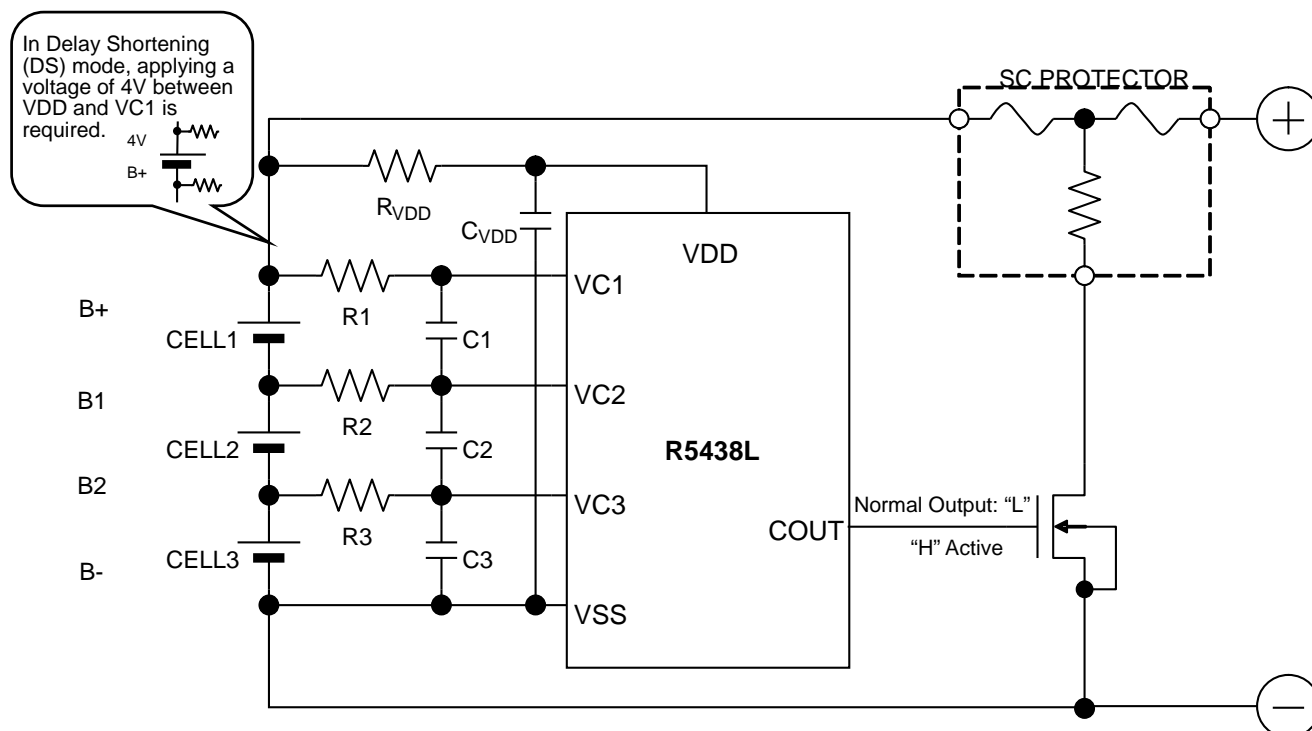 In Delay Shortening
(DS) mode, applying a
voltage of 4V between
VDD and VC1 is
required.
4V
B+
SC PROTECTOR
+
RVDD
CVDD
VDD
VC1
R1
B+
CELL1
C1
B1
VC2
R2
CELL2
C2
R5438L
B2
VC3
R3
Normal Output: “L”
COUT
“H” Active
CELL3
C3
B-
VSS
−